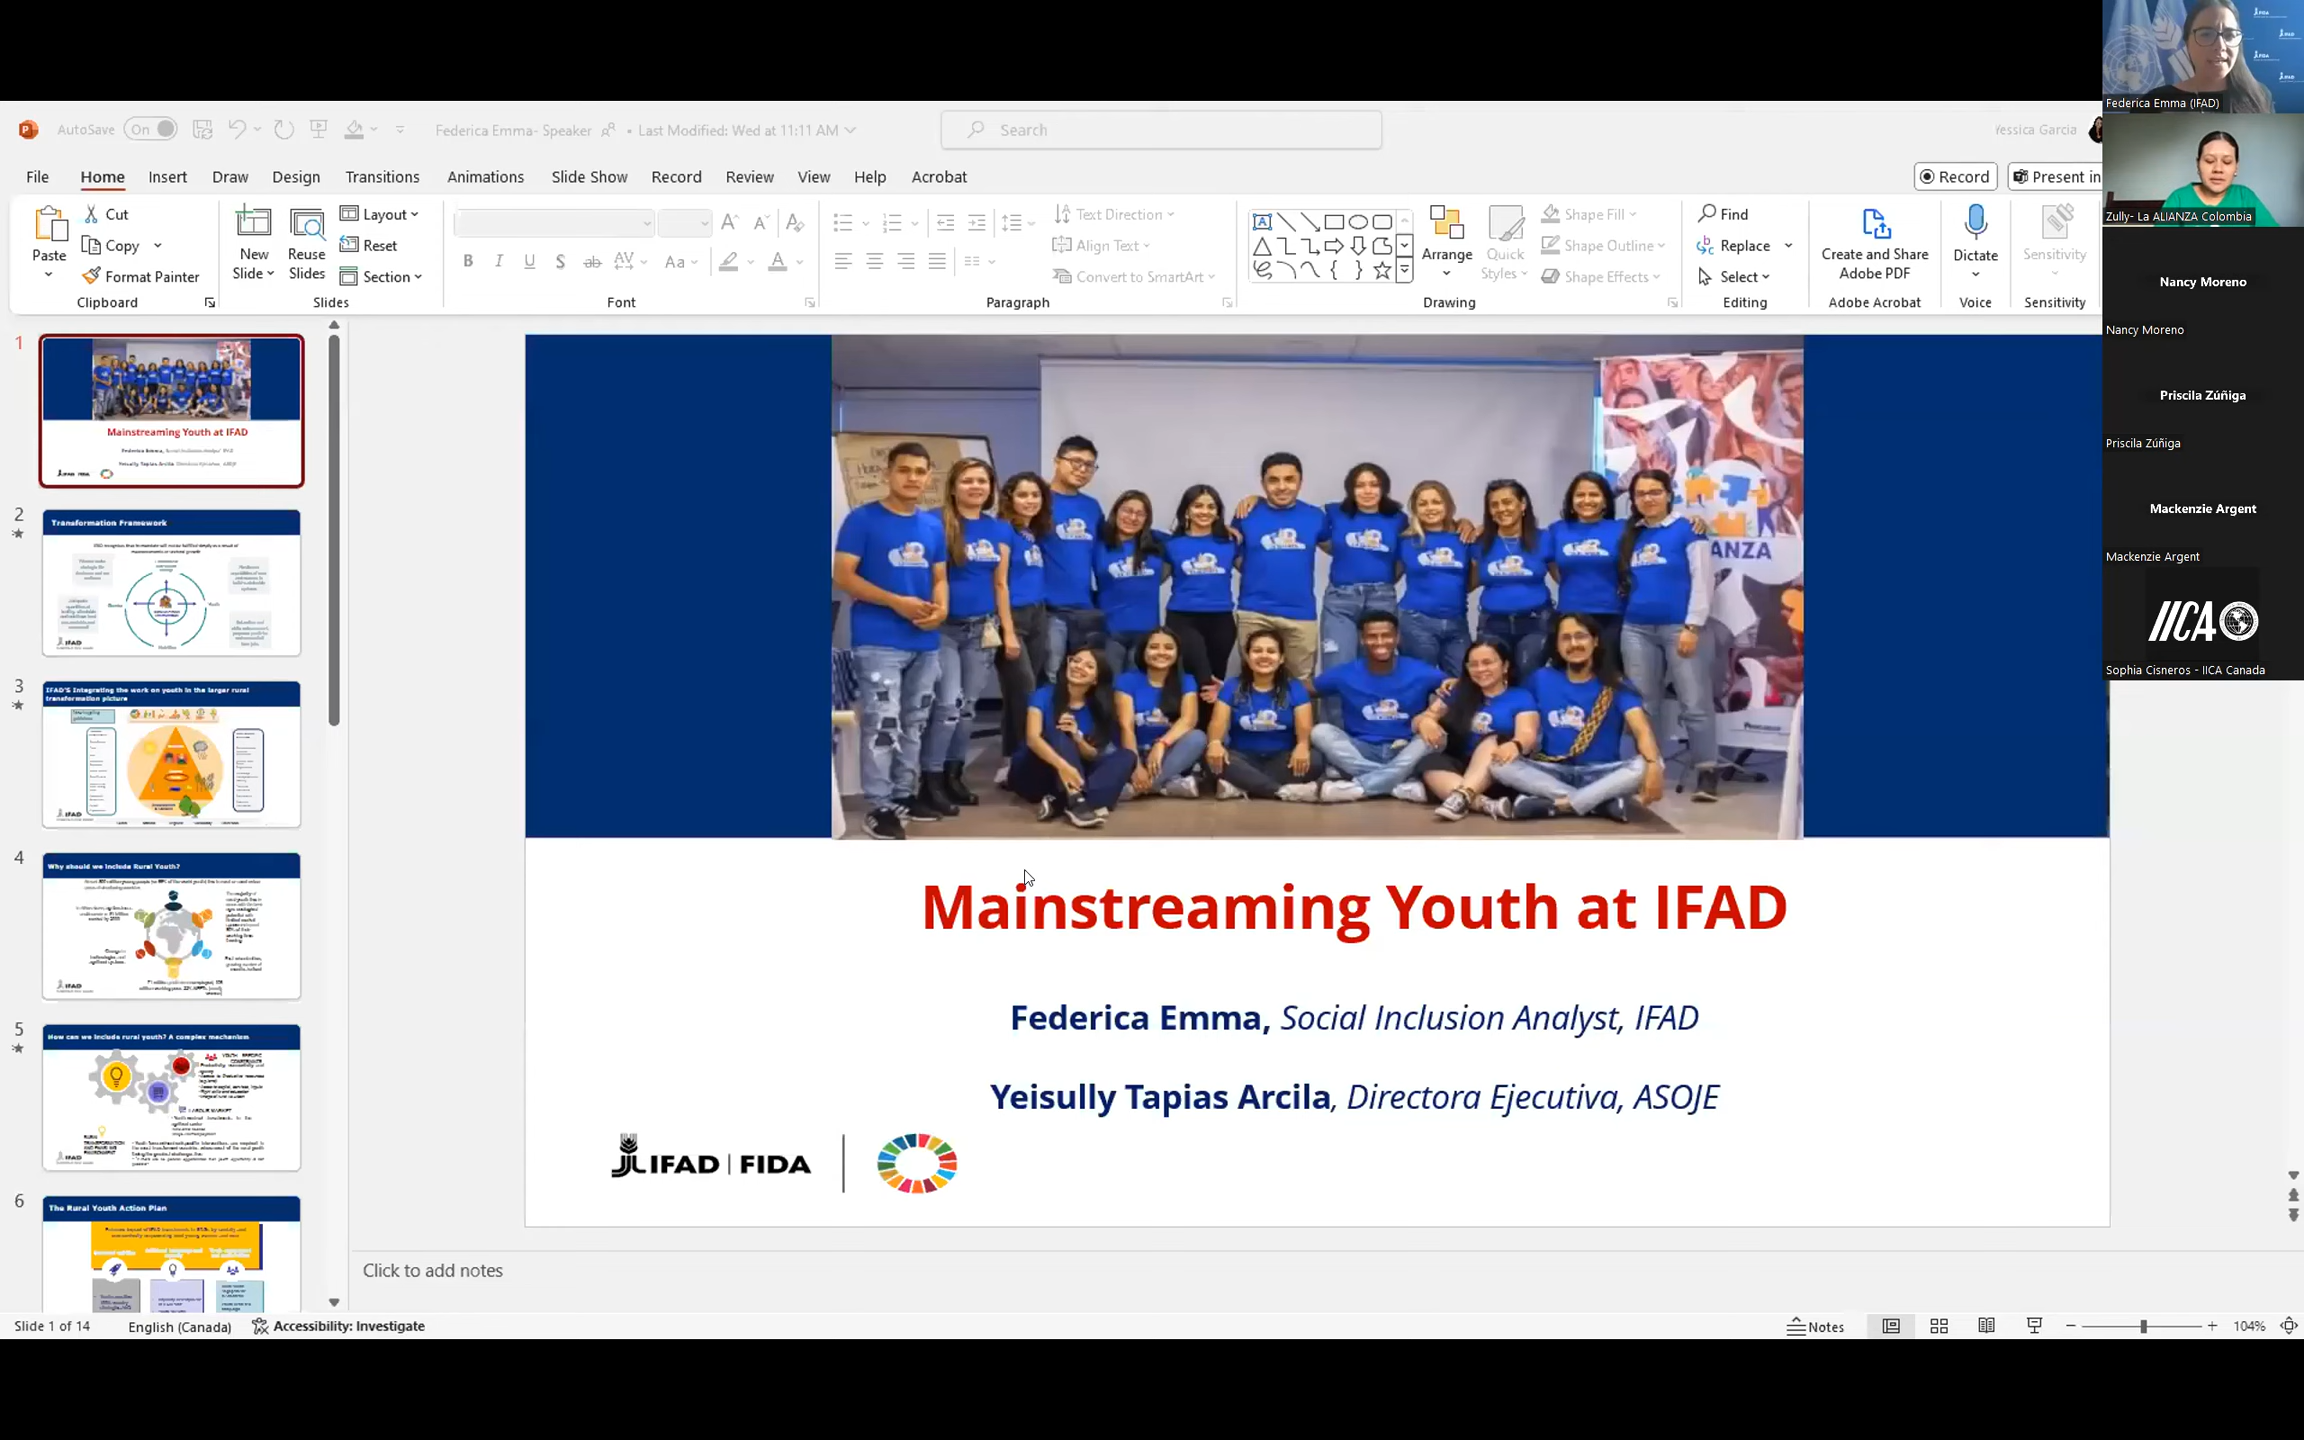 AutoSave On
Federica Emma- Speaker • Last Modified: Wed at 11:11 AM
Search
Yessica Garcia
File Home Insert Draw Design Transitions Animations Slide Show Record Review View Help Acrobat
Record
Present in
Paste
Cut
Copy
Format Painter
Clipboard
New Slide
Reuse Slides
Layout
Reset
Section
Slides
B I U S ab AV Aa A
Font
Text Direction
Align Text
Convert to SmartArt
Paragraph
Arrange
Quick Styles
Shape Fill
Shape Outline
Shape Effects
Drawing
Find
Replace
Select
Editing
Create and Share Adobe PDF
Adobe Acrobat
Dictate
Voice
Sensitivity
Sensitivity
Federica Emma (IFAD)
Zully- La ALIANZA Colombia
Nancy Moreno
Nancy Moreno
Priscila Zúñiga
Priscila Zúñiga
Mackenzie Argent
Mackenzie Argent
IICA
Sophia Cisneros - IICA Canada
1
Mainstreaming Youth at IFAD
2
Transformation Framework
IFAD
3
IFAD'S Integrating the work on youth in the larger rural
transformation picture
IFAD
4
Why should we include Rural Youth?
IFAD
5
How can we include rural youth? A complex mechanism
IFAD
6
The Rural Youth Action Plan
ANZA
Mainstreaming Youth at IFAD
Federica Emma, Social Inclusion Analyst, IFAD
Yeisully Tapias Arcila, Directora Ejecutiva, ASOJE
IFAD | FIDA
Click to add notes
Slide 1 of 14
English (Canada)
Accessibility: Investigate
Notes
104%